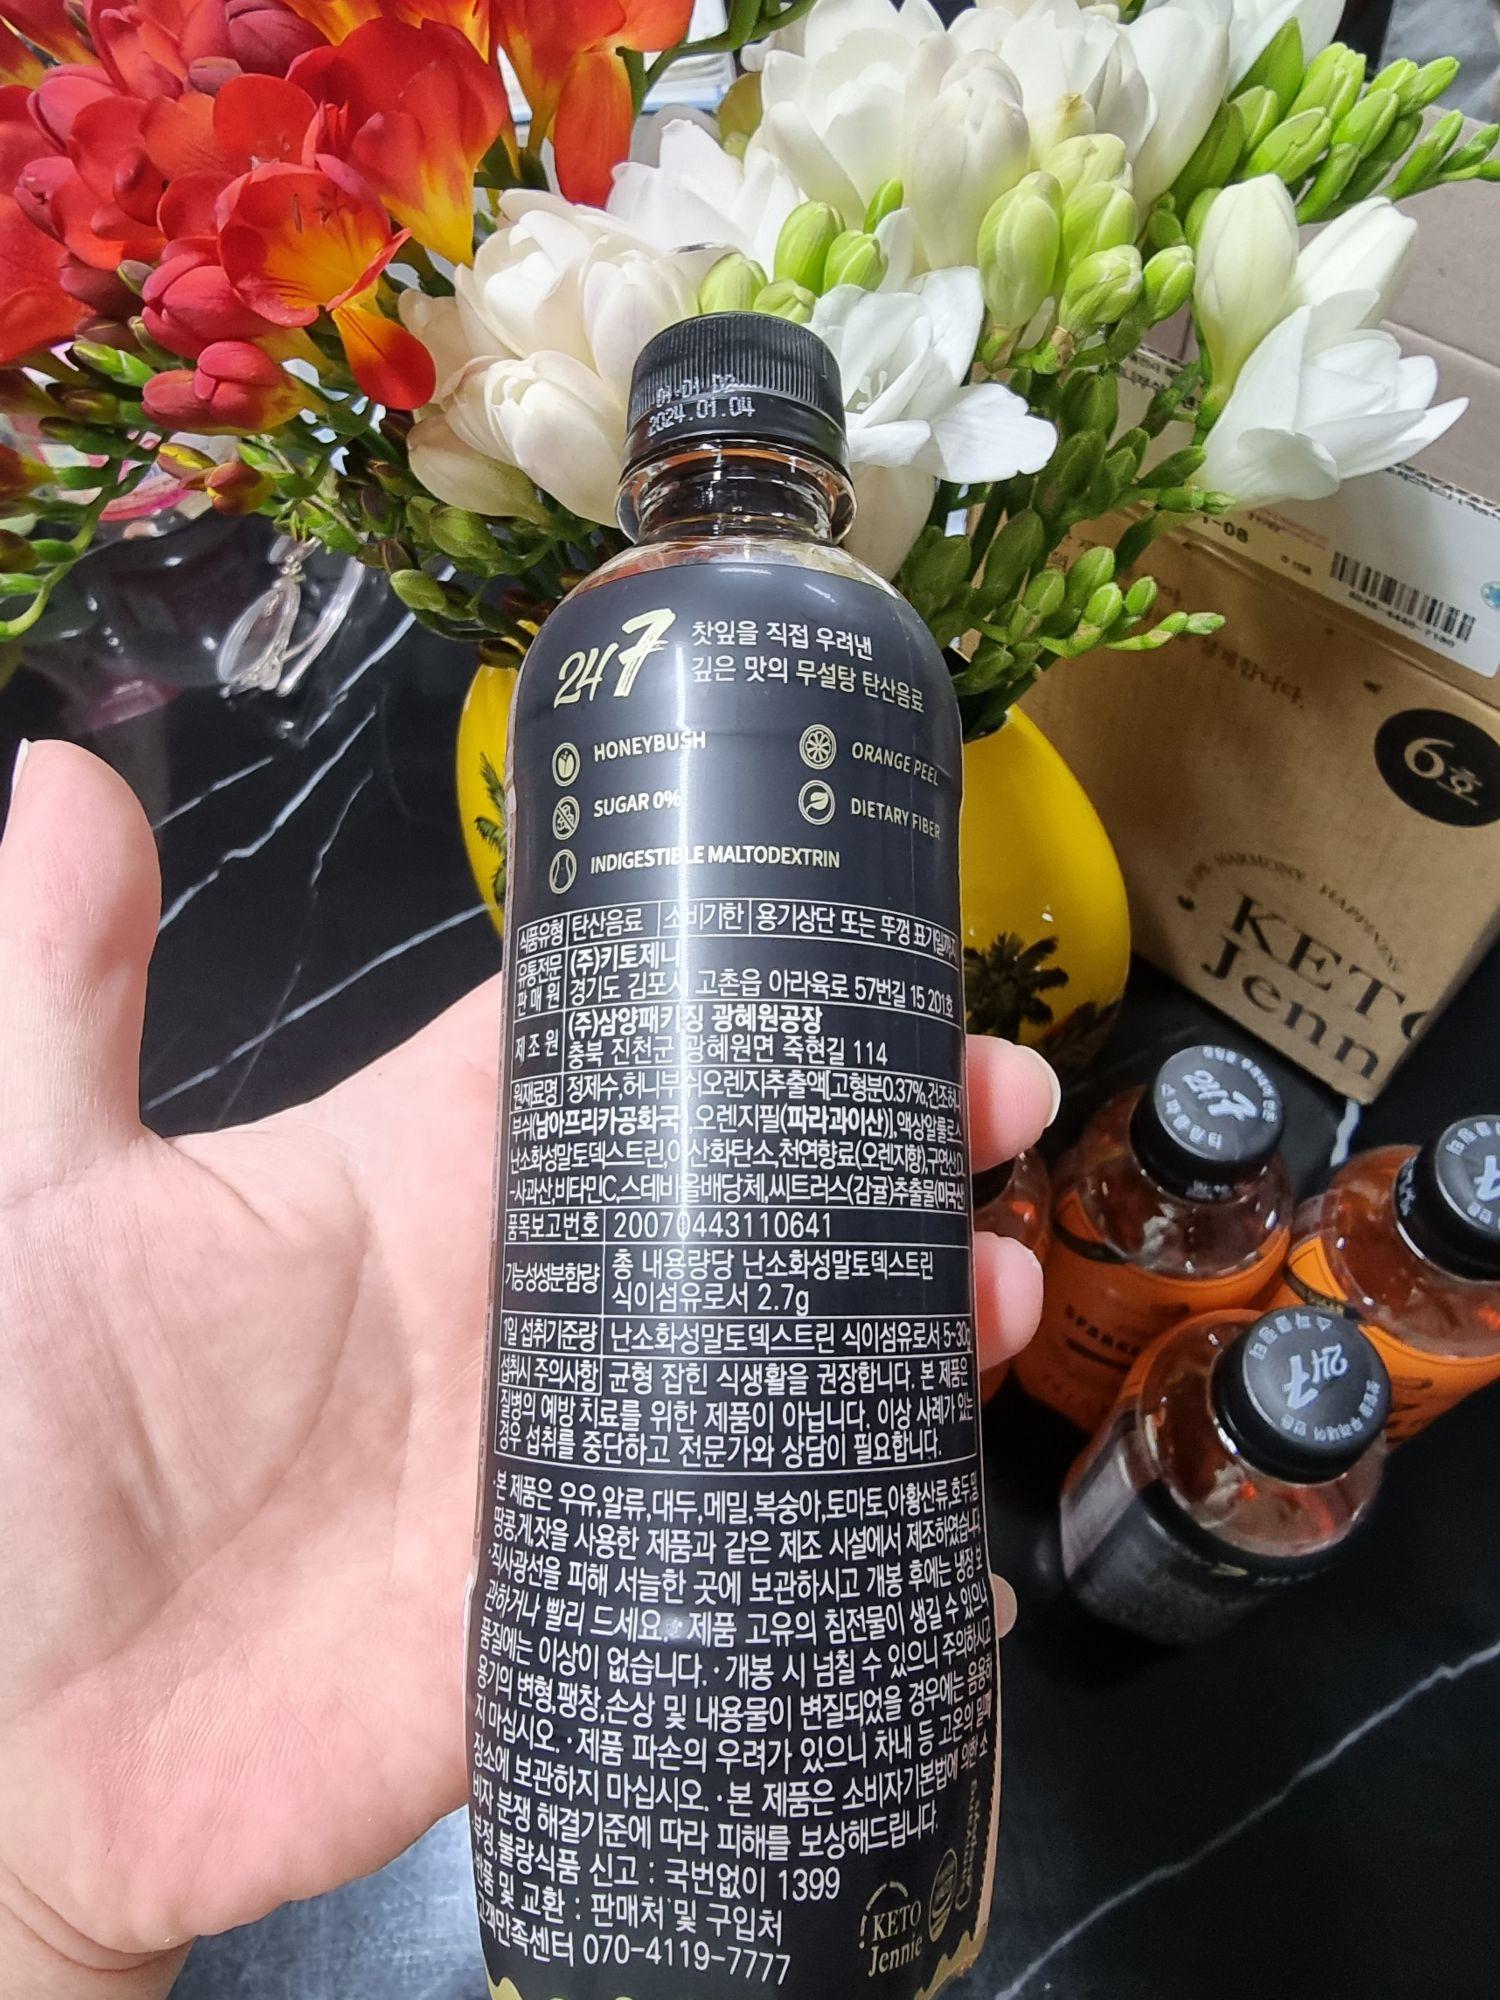 2024.01.04
247
찻잎을 직접 우려낸
깊은 맛의 무설탕 탄산음료
HONEYBUSH
ORANGE PEEL
SUGAR 0%
DIETARY FIBER
INDIGESTIBLE MALTODEXTRIN
식품유형 탄산음료 소비기한 용기상단 또는 뚜껑 표기일까지
유통전문 (주)키토제니
판매원 경기도 김포시 고촌읍 아라육로 57번길 15 201호
(주)삼양패키징 광혜원공장
제조원 충북 진천군 광혜원면 죽현길 114
원재료명 정제수,허니부쉬오렌지추출액[고형분0.37%,건조허니
부쉬(남아프리카공화국),오렌지필(파라과이산)],액상알룰로스,
난소화성말토덱스트린,이산화탄소,천연향료(오렌지향),구연산,DL
-사과산,비타민C,스테비올배당체,씨트러스(감귤)추출물(미국산)
품목보고번호 20070443110641
기능성성분함량 총 내용량당 난소화성말토덱스트린
식이섬유로서 2.7g
1일 섭취기준량 난소화성말토덱스트린 식이섬유로서 5~30g
섭취시 주의사항 균형 잡힌 식생활을 권장합니다. 본 제품은
질병의 예방 치료를 위한 제품이 아닙니다. 이상 사례가 있는
경우 섭취를 중단하고 전문가와 상담이 필요합니다.
·본 제품은 우유,알류,대두,메밀,복숭아,토마토,아황산류,호두,밀,
땅콩,게,잣을 사용한 제품과 같은 제조 시설에서 제조하였습니다.
·직사광선을 피해 서늘한 곳에 보관하시고 개봉 후에는 냉장 보
관하거나 빨리 드세요. · 제품 고유의 침전물이 생길 수 있으나
품질에는 이상이 없습니다. ·개봉 시 넘칠 수 있으니 주의하시고
용기의 변형,팽창,손상 및 내용물이 변질되었을 경우에는 음용하
지 마십시오. ·제품 파손의 우려가 있으니 차내 등 고온의 밀폐
장소에 보관하지 마십시오. ·본 제품은 소비자기본법에 의한 소
비자 분쟁 해결기준에 따라 피해를 보상해드립니다.
·부정,불량식품 신고 : 국번없이 1399
·반품 및 교환 : 판매처 및 구입처
고객만족센터 070-4119-7777
KETO
Jennie
6호
HARMONY HAPPY
KETO
Jenn
247
247